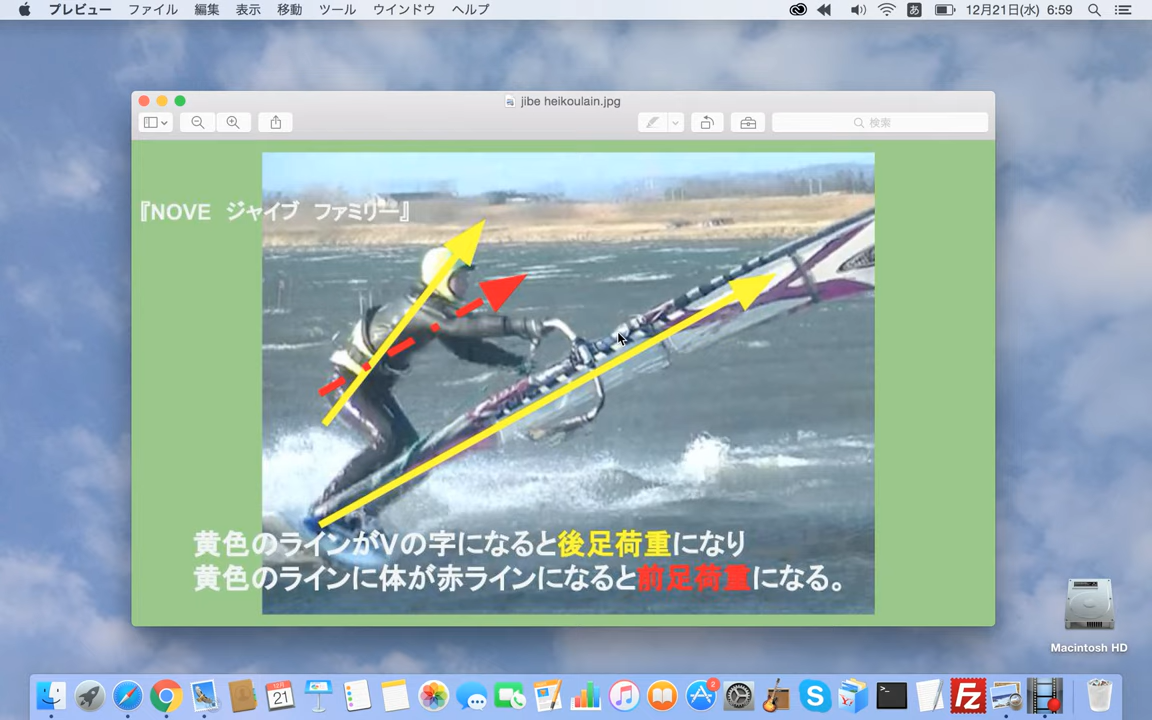 プレビュー ファイル 編集 表示 移動 ツール ウインドウ ヘルプ あ 12月21日(水) 6:59
jibe heikoulain.jpg
検索
『NOVE ジャイブ ファミリー』
黄色のラインがVの字になると後足荷重になり
黄色のラインに体が赤ラインになると前足荷重になる。
Macintosh HD
21
2